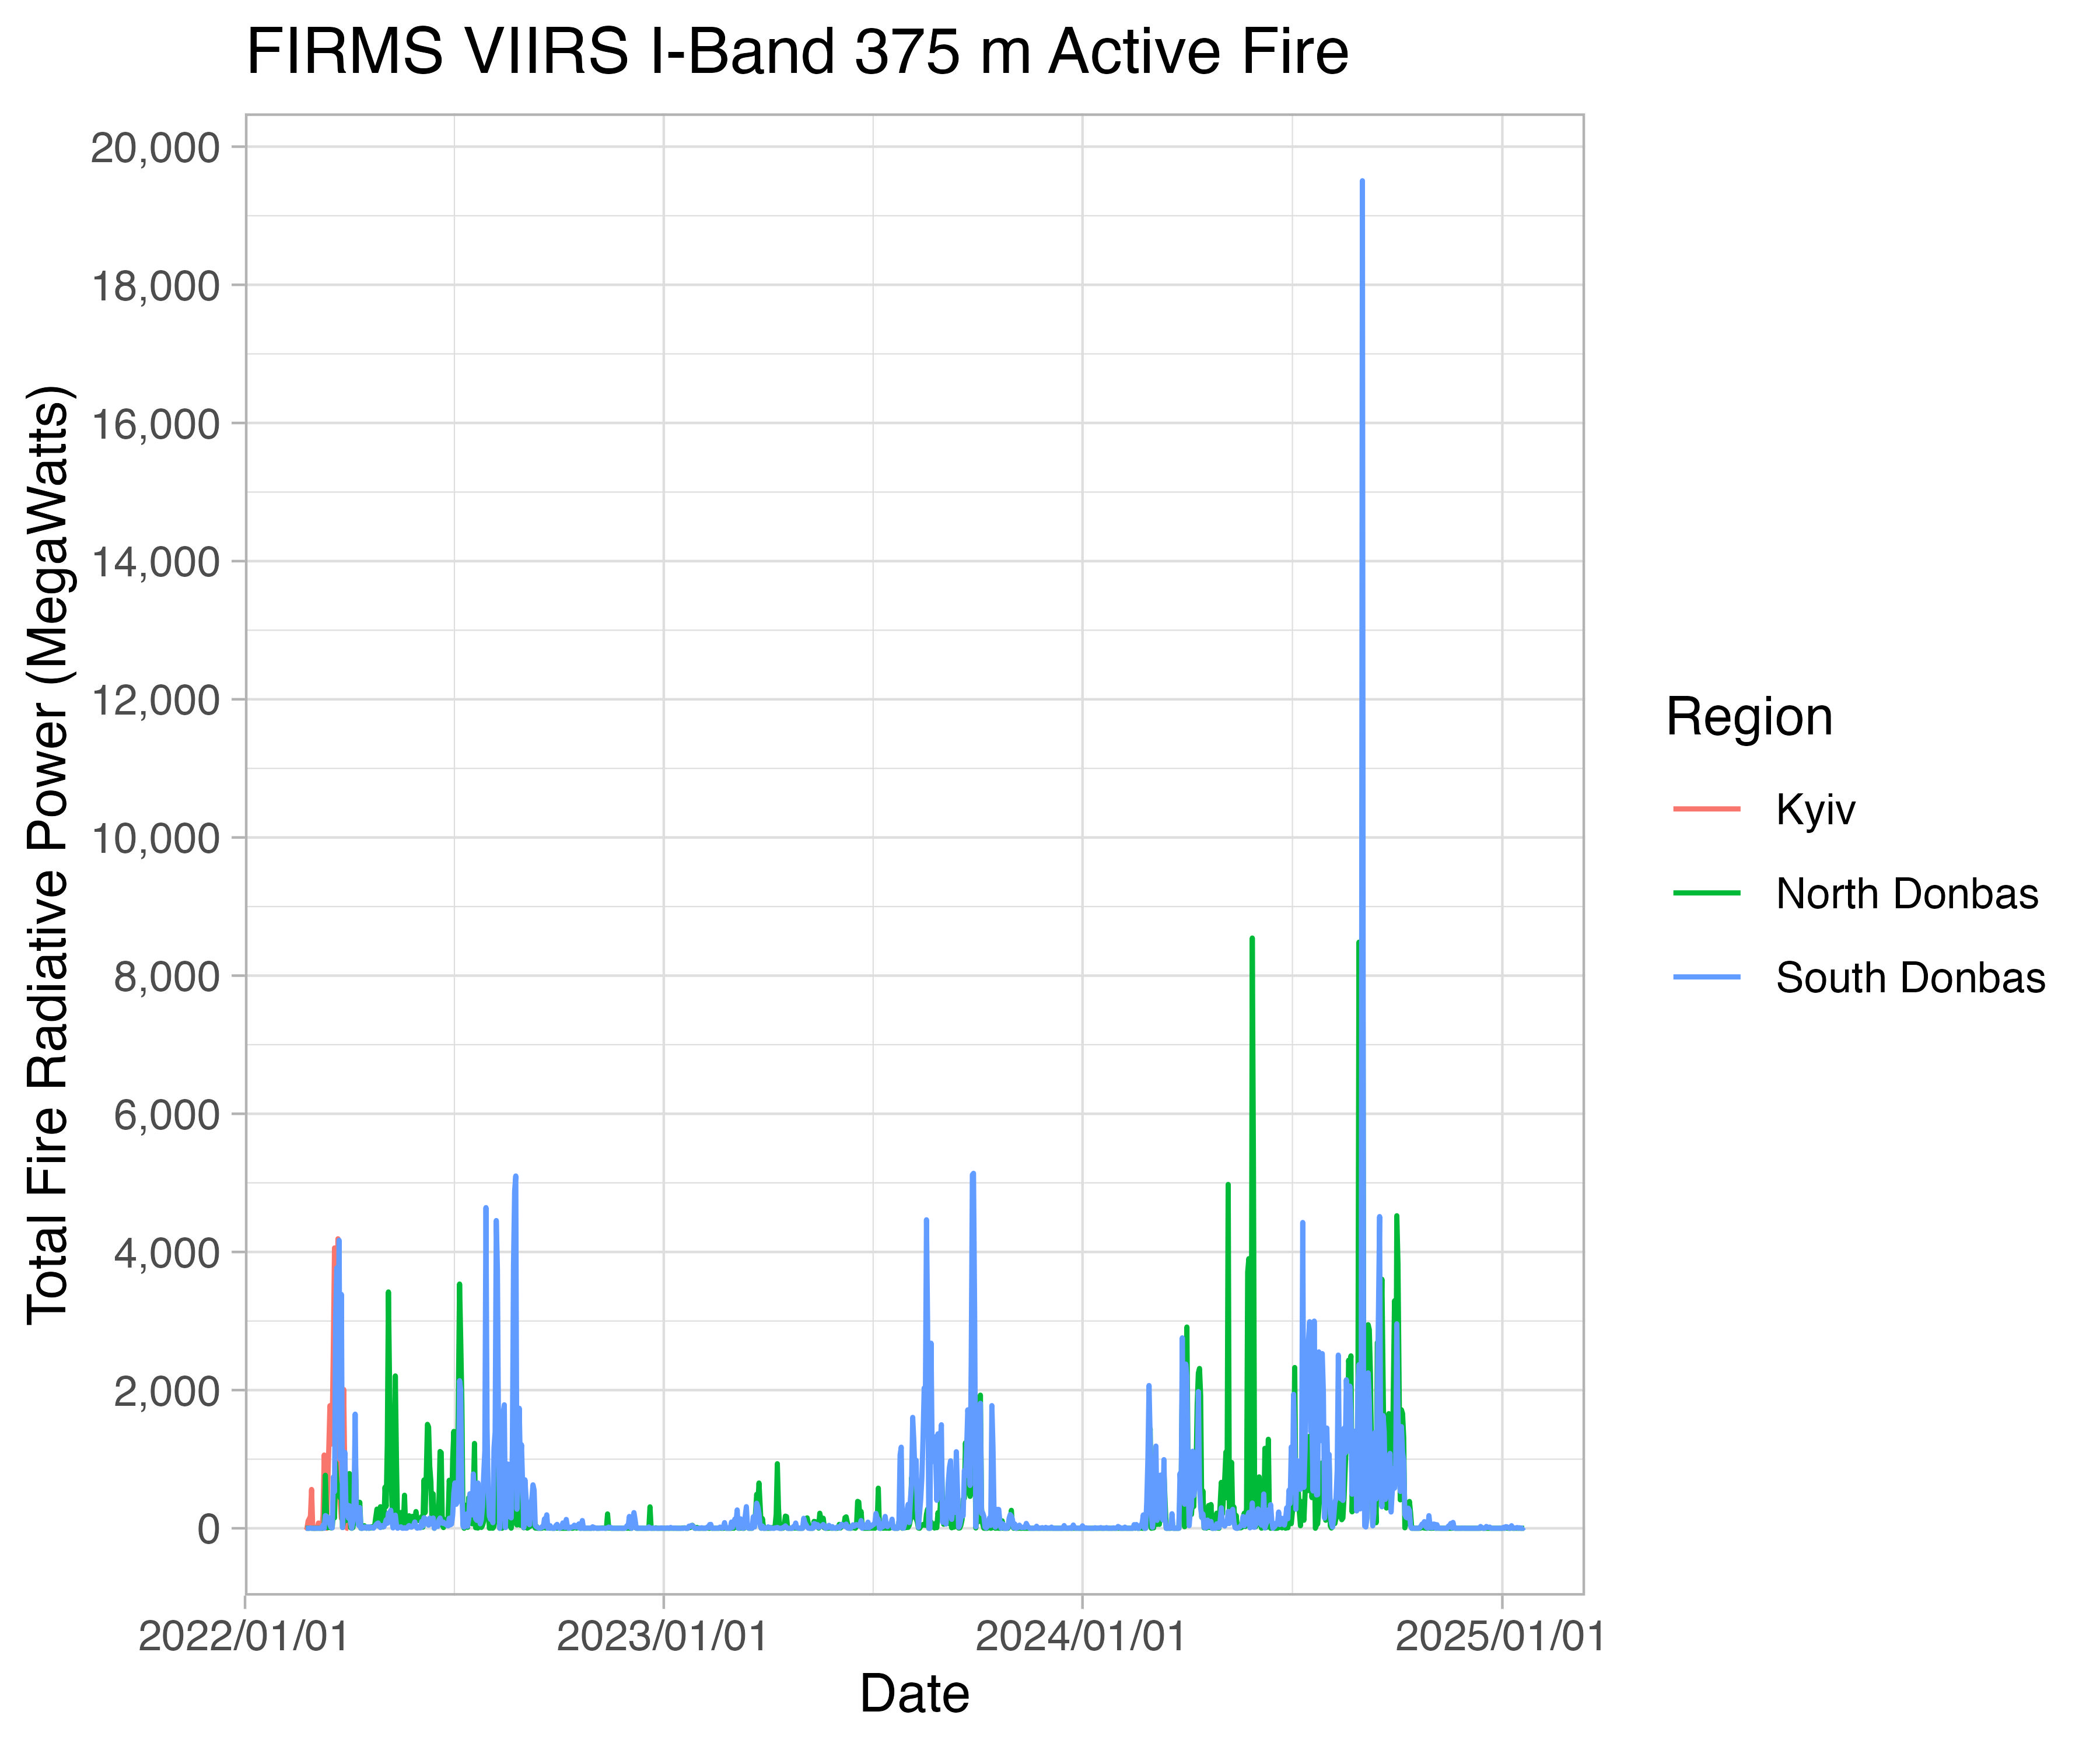 FIRMS VIIRS I-Band 375 m Active Fire
Total Fire Radiative Power (MegaWatts)
20,000
18,000
16,000
14,000
12,000
10,000
8,000
6,000
4,000
2,000
0
2022/01/01
2023/01/01
2024/01/01
2025/01/01
Date
Region
Kyiv
North Donbas
South Donbas